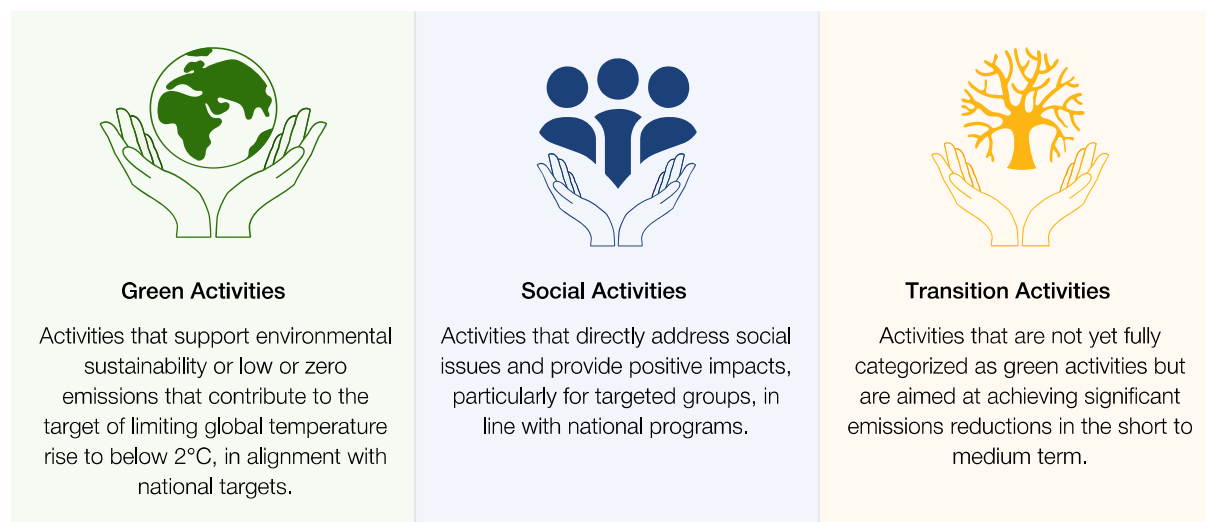 Green Activities
Activities that support environmental
sustainability or low or zero
emissions that contribute to the
target of limiting global temperature
rise to below 2°C, in alignment with
national targets.
Social Activities
Activities that directly address social
issues and provide positive impacts,
particularly for targeted groups, in
line with national programs.
Transition Activities
Activities that are not yet fully
categorized as green activities but
are aimed at achieving significant
emissions reductions in the short to
medium term.